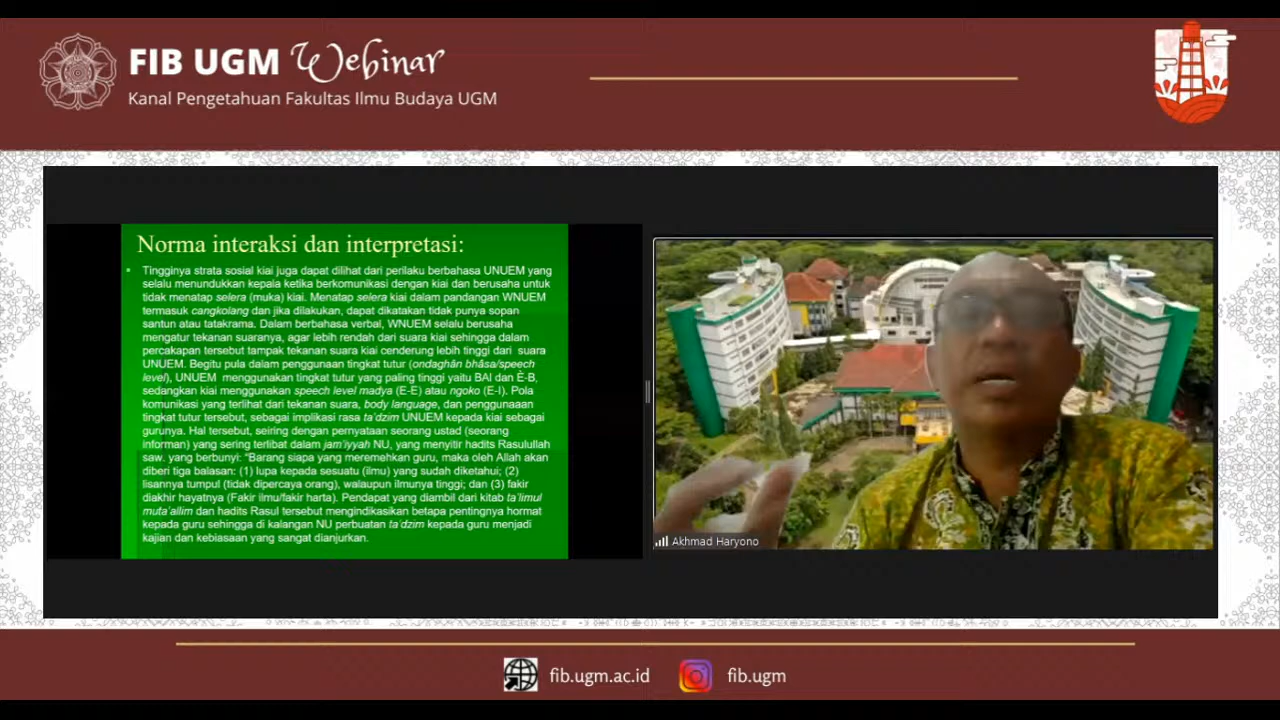 FIB UGM Webinar
Kanal Pengetahuan Fakultas Ilmu Budaya UGM
Norma interaksi dan interpretasi:
Tingginya strata sosial kiai juga dapat dilihat dari perilaku berbahasa UNUEM yang
selalu menundukkan kepala ketika berkomunikasi dengan kiai dan berusaha untuk
tidak menatap selera (muka) kiai. Menatap selera kiai dalam pandangan WNUEM
termasuk cangkolang dan jika dilakukan, dapat dikatakan tidak punya sopan
santun atau tatakrama. Dalam berbahasa verbal, WNUEM selalu berusaha
mengatur tekanan suaranya, agar lebih rendah dari suara kiai sehingga dalam
percakapan tersebut tampak tekanan suara kiai cenderung lebih tinggi dari suara
UNUEM. Begitu pula dalam penggunaan tingkat tutur (ondaghân bhâsa/speech
level), UNUEM menggunakan tingkat tutur yang paling tinggi yaitu BAI dan È-B,
sedangkan kiai menggunakan speech level madya (E-E) atau ngoko (E-I). Pola
komunikasi yang terlihat dari tekanan suara, body language, dan penggunaaan
tingkat tutur tersebut, sebagai implikasi rasa ta'dzim UNUEM kepada kiai sebagai
gurunya. Hal tersebut, seiring dengan pernyataan seorang ustad (seorang
informan) yang sering terlibat dalam jam'iyyah NU, yang menyitir hadits Rasulullah
saw. yang berbunyi: "Barang siapa yang meremehkan guru, maka oleh Allah akan
diberi tiga balasan: (1) lupa kepada sesuatu (ilmu) yang sudah diketahui; (2)
lisannya tumpul (tidak dipercaya orang), walaupun ilmunya tinggi; dan (3) fakir
diakhir hayatnya (Fakir ilmu/fakir harta). Pendapat yang diambil dari kitab ta'limul
muta'allim dan hadits Rasul tersebut mengindikasikan betapa pentingnya hormat
kepada guru sehingga di kalangan NU perbuatan ta'dzim kepada guru menjadi
kajian dan kebiasaan yang sangat dianjurkan.
Akhmad Haryono
fib.ugm.ac.id
fib.ugm